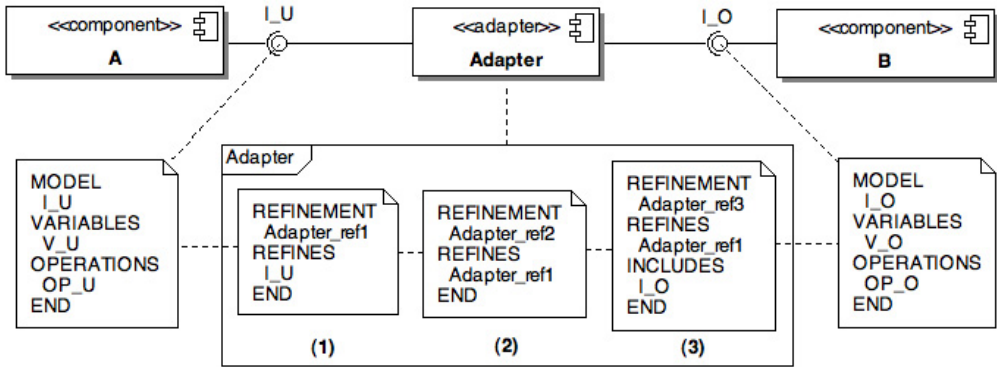 I_U
I_O
<<component>>
A
<<adapter>>
Adapter
<<component>>
B
MODEL
I_U
VARIABLES
V_U
OPERATIONS
OP_U
END
Adapter
REFINEMENT
Adapter_ref1
REFINES
I_U
END
(1)
REFINEMENT
Adapter_ref2
REFINES
Adapter_ref1
END
(2)
REFINEMENT
Adapter_ref3
REFINES
Adapter_ref1
INCLUDES
I_O
END
(3)
MODEL
I_O
VARIABLES
V_O
OPERATIONS
OP_O
END